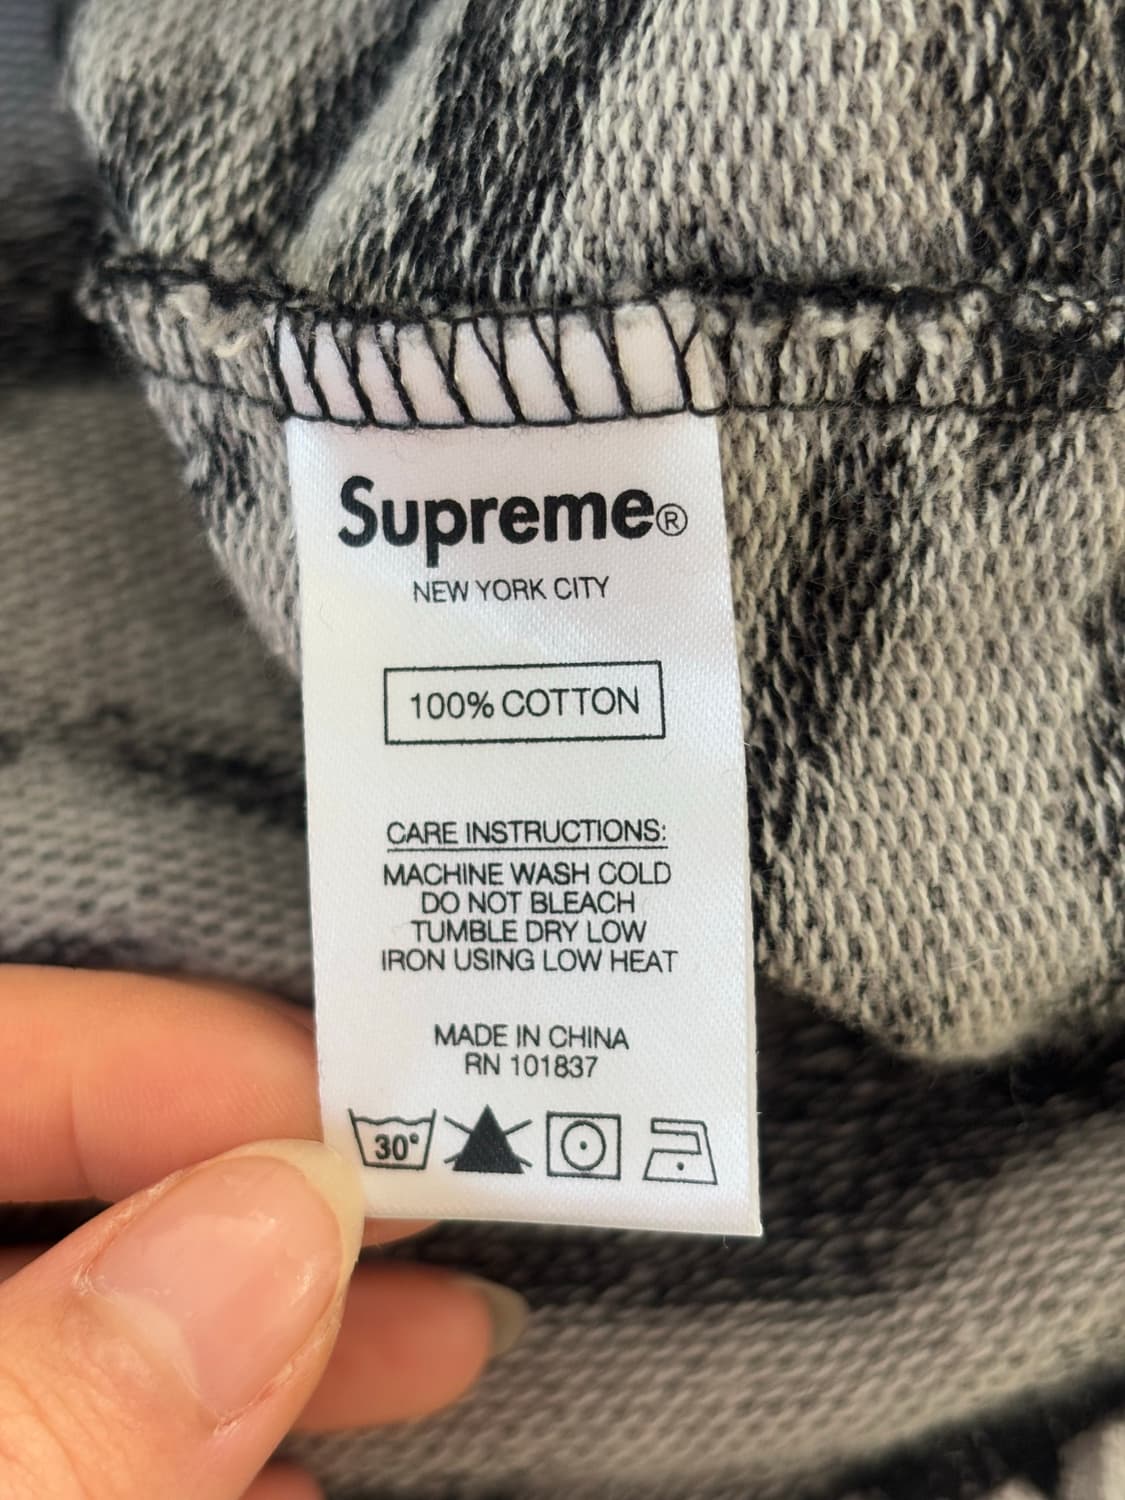 Supreme®
NEW YORK CITY
100% COTTON
CARE INSTRUCTIONS:
MACHINE WASH COLD
DO NOT BLEACH
TUMBLE DRY LOW
IRON USING LOW HEAT
MADE IN CHINA
RN 101837
30°